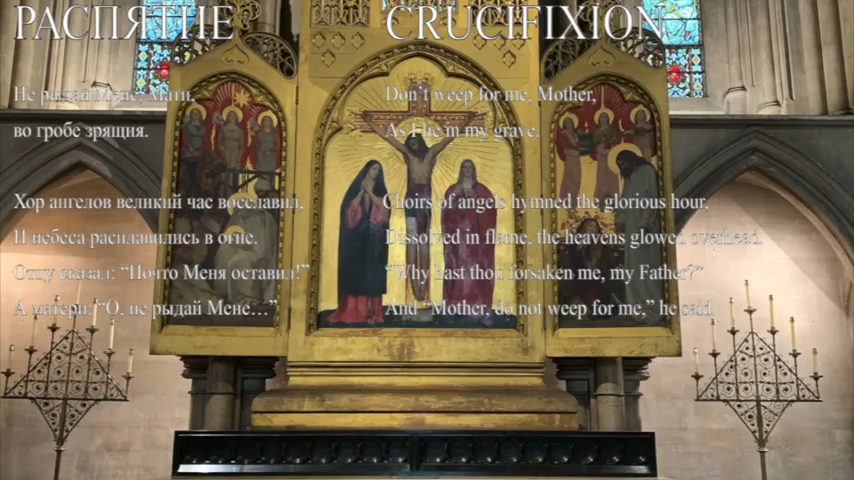 РАСПЯТИЕ
Не рыдай Мене, Мати,
во гробе зрящия.
Хор ангелов великий час восславил,
И небеса расплавились в огне.
Отцу сказал: “Почто Меня оставил!”
А матери: “О, не рыдай Мене…”
CRUCIFIXION
Don’t weep for me, Mother,
As I lie in my grave.
Choirs of angels hymned the glorious hour,
Dissolved in flame, the heavens glowed overhead.
“Why hast thou forsaken me, my Father?”
And “Mother, do not weep for me,” he said.